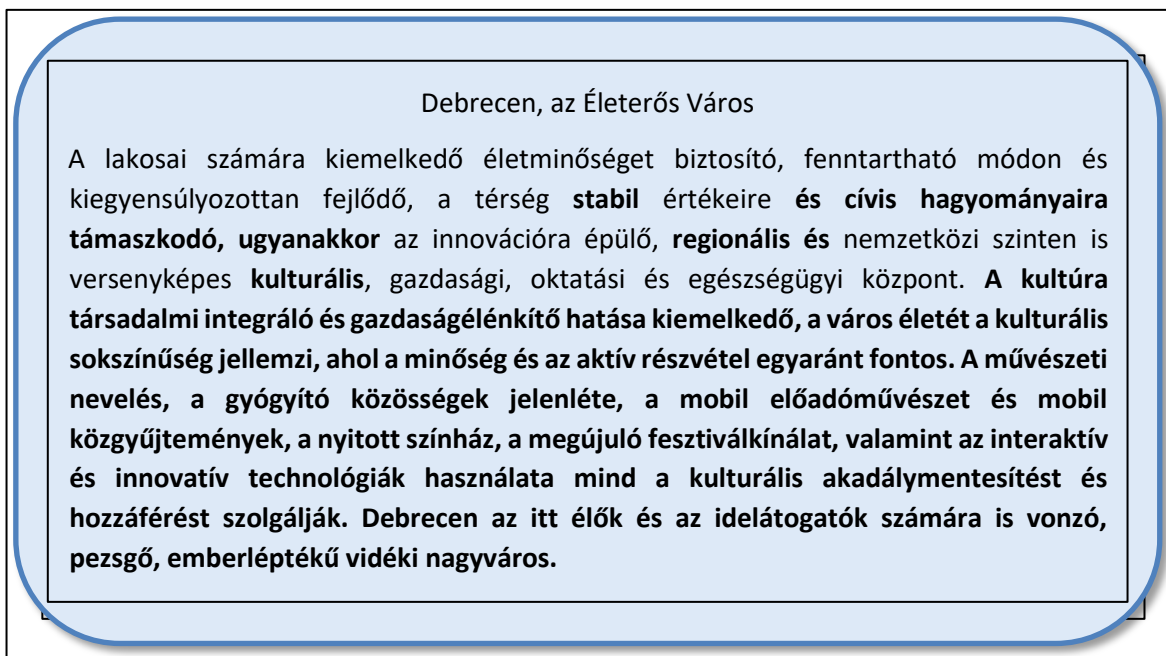 Debrecen, az Életerős Város
A lakosai számára kiemelkedő életminőséget biztosító, fenntartható módon és
kiegyensúlyozottan fejlődő, a térség stabil értékeire és cívis hagyományaira
támaszkodó, ugyanakkor az innovációra épülő, regionális és nemzetközi szinten is
versenyképes kulturális, gazdasági, oktatási és egészségügyi központ. A kultúra
társadalmi integráló és gazdaságélénkítő hatása kiemelkedő, a város életét a kulturális
sokszínűség jellemzi, ahol a minőség és az aktív részvétel egyaránt fontos. A művészeti
nevelés, a gyógyító közösségek jelenléte, a mobil előadóművészet és mobil
közgyűjtemények, a nyitott színház, a megújuló fesztiválkínálat, valamint az interaktív
és innovatív technológiák használata mind a kulturális akadálymentesítést és
hozzáférést szolgálják. Debrecen az itt élők és az idelátogatók számára is vonzó,
pezsgő, emberléptékű vidéki nagyváros.